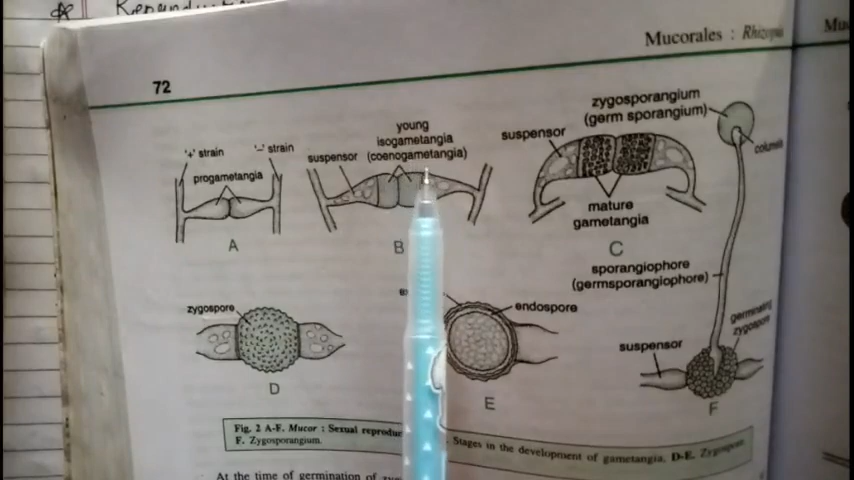 Mucorales : Rhizopus
72
'+' strain
'–' strain
progametangia
A
young
isogametangia
(coenogametangia)
suspensor
B
zygosporangium
(germ sporangium)
suspensor
mature
gametangia
C
sporangiophore
(germsporangiophore)
germinating
zygospore
suspensor
F
zygospore
D
endospore
E
Fig. 2 A-F. Mucor : Sexual
Stages in the development of gametangia, D-E.
F. Zygosporangium.
At the time of germination of